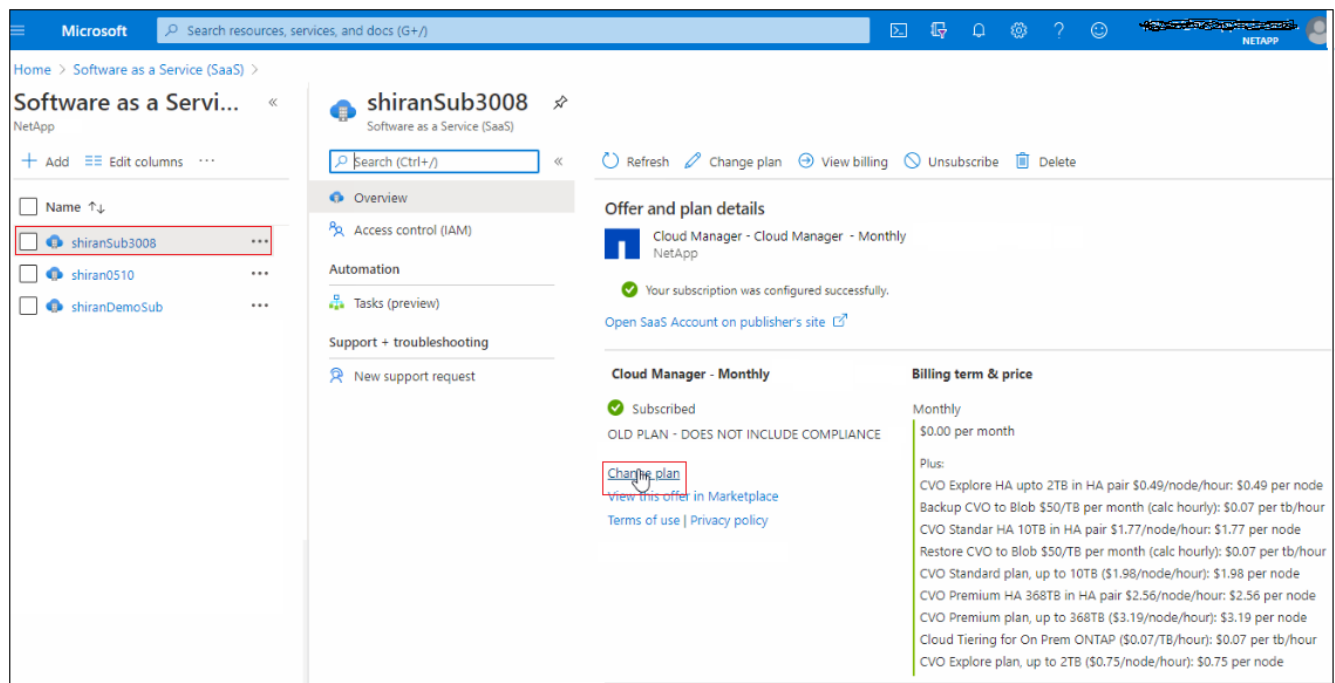 Microsoft
Search resources, services, and docs (G+/)
NETAPP
Home > Software as a Service (SaaS) >
Software as a Servi... «
NetApp
+ Add Edit columns ...
Name ↑↓
shiranSub3008 ...
shiran0510 ...
shiranDemoSub ...
shiranSub3008
Software as a Service (SaaS)
Search (Ctrl+/) «
Overview
Access control (IAM)
Automation
Tasks (preview)
Support + troubleshooting
New support request
Refresh Change plan View billing Unsubscribe Delete
Offer and plan details
Cloud Manager - Cloud Manager - Monthly
NetApp
Your subscription was configured successfully.
Open SaaS Account on publisher's site
Cloud Manager - Monthly
Subscribed
OLD PLAN - DOES NOT INCLUDE COMPLIANCE
Change plan
View this offer in Marketplace
Terms of use | Privacy policy
Billing term & price
Monthly
$0.00 per month
Plus:
CVO Explore HA upto 2TB in HA pair $0.49/node/hour: $0.49 per node
Backup CVO to Blob $50/TB per month (calc hourly): $0.07 per tb/hour
CVO Standar HA 10TB in HA pair $1.77/node/hour: $1.77 per node
Restore CVO to Blob $50/TB per month (calc hourly): $0.07 per tb/hour
CVO Standard plan, up to 10TB ($1.98/node/hour): $1.98 per node
CVO Premium HA 368TB in HA pair $2.56/node/hour: $2.56 per node
CVO Premium plan, up to 368TB ($3.19/node/hour): $3.19 per node
Cloud Tiering for On Prem ONTAP ($0.07/TB/hour): $0.07 per tb/hour
CVO Explore plan, up to 2TB ($0.75/node/hour): $0.75 per node